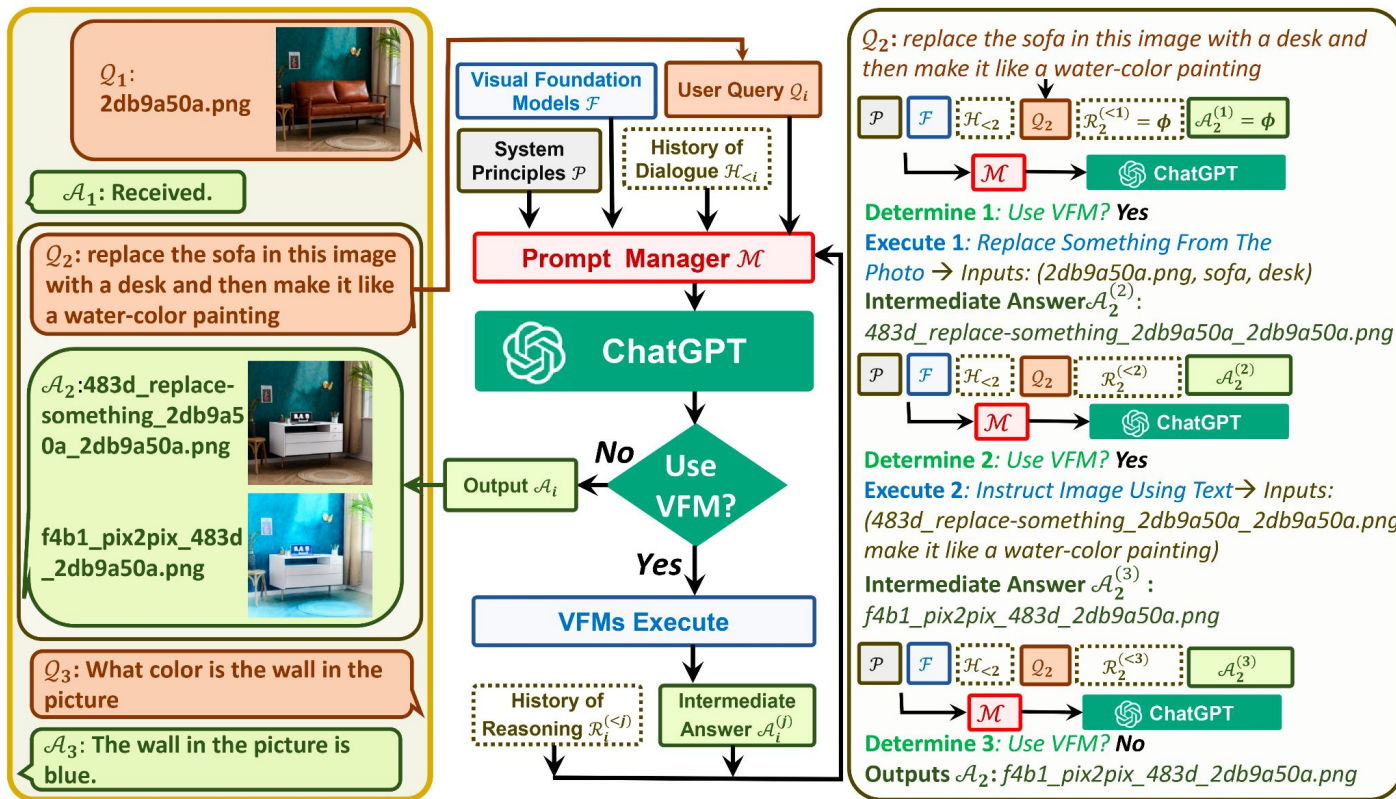 Q₁:
2db9a50a.png
A₁: Received.
Q₂: replace the sofa in this image
with a desk and then make it like
a water-color painting
A₂:483d_replace-
something_2db9a5
0a_2db9a50a.png
f4b1_pix2pix_483d
_2db9a50a.png
Q₃: What color is the wall in the
picture
A₃: The wall in the picture is
blue.
Visual Foundation
Models F
User Query Qᵢ
System
Principles P
History of
Dialogue H<i
Prompt Manager M
ChatGPT
Use
VFM?
No
Output Aᵢ
Yes
VFMs Execute
History of
Reasoning Rᵢ^(<j)
Intermediate
Answer Aᵢ^(j)
Q₂: replace the sofa in this image with a desk and
then make it like a water-color painting
P F H<2 Q₂ R₂^(<1) = ϕ A₂^(1) = ϕ
M ChatGPT
Determine 1: Use VFM? Yes
Execute 1: Replace Something From The
Photo → Inputs: (2db9a50a.png, sofa, desk)
Intermediate Answer A₂^(2):
483d_replace-something_2db9a50a_2db9a50a.png
P F H<2 Q₂ R₂^(<2) A₂^(2)
M ChatGPT
Determine 2: Use VFM? Yes
Execute 2: Instruct Image Using Text→ Inputs:
(483d_replace-something_2db9a50a_2db9a50a.png
make it like a water-color painting)
Intermediate Answer A₂^(3) :
f4b1_pix2pix_483d_2db9a50a.png
P F H<2 Q₂ R₂^(<3) A₂^(3)
M ChatGPT
Determine 3: Use VFM? No
Outputs A₂: f4b1_pix2pix_483d_2db9a50a.png